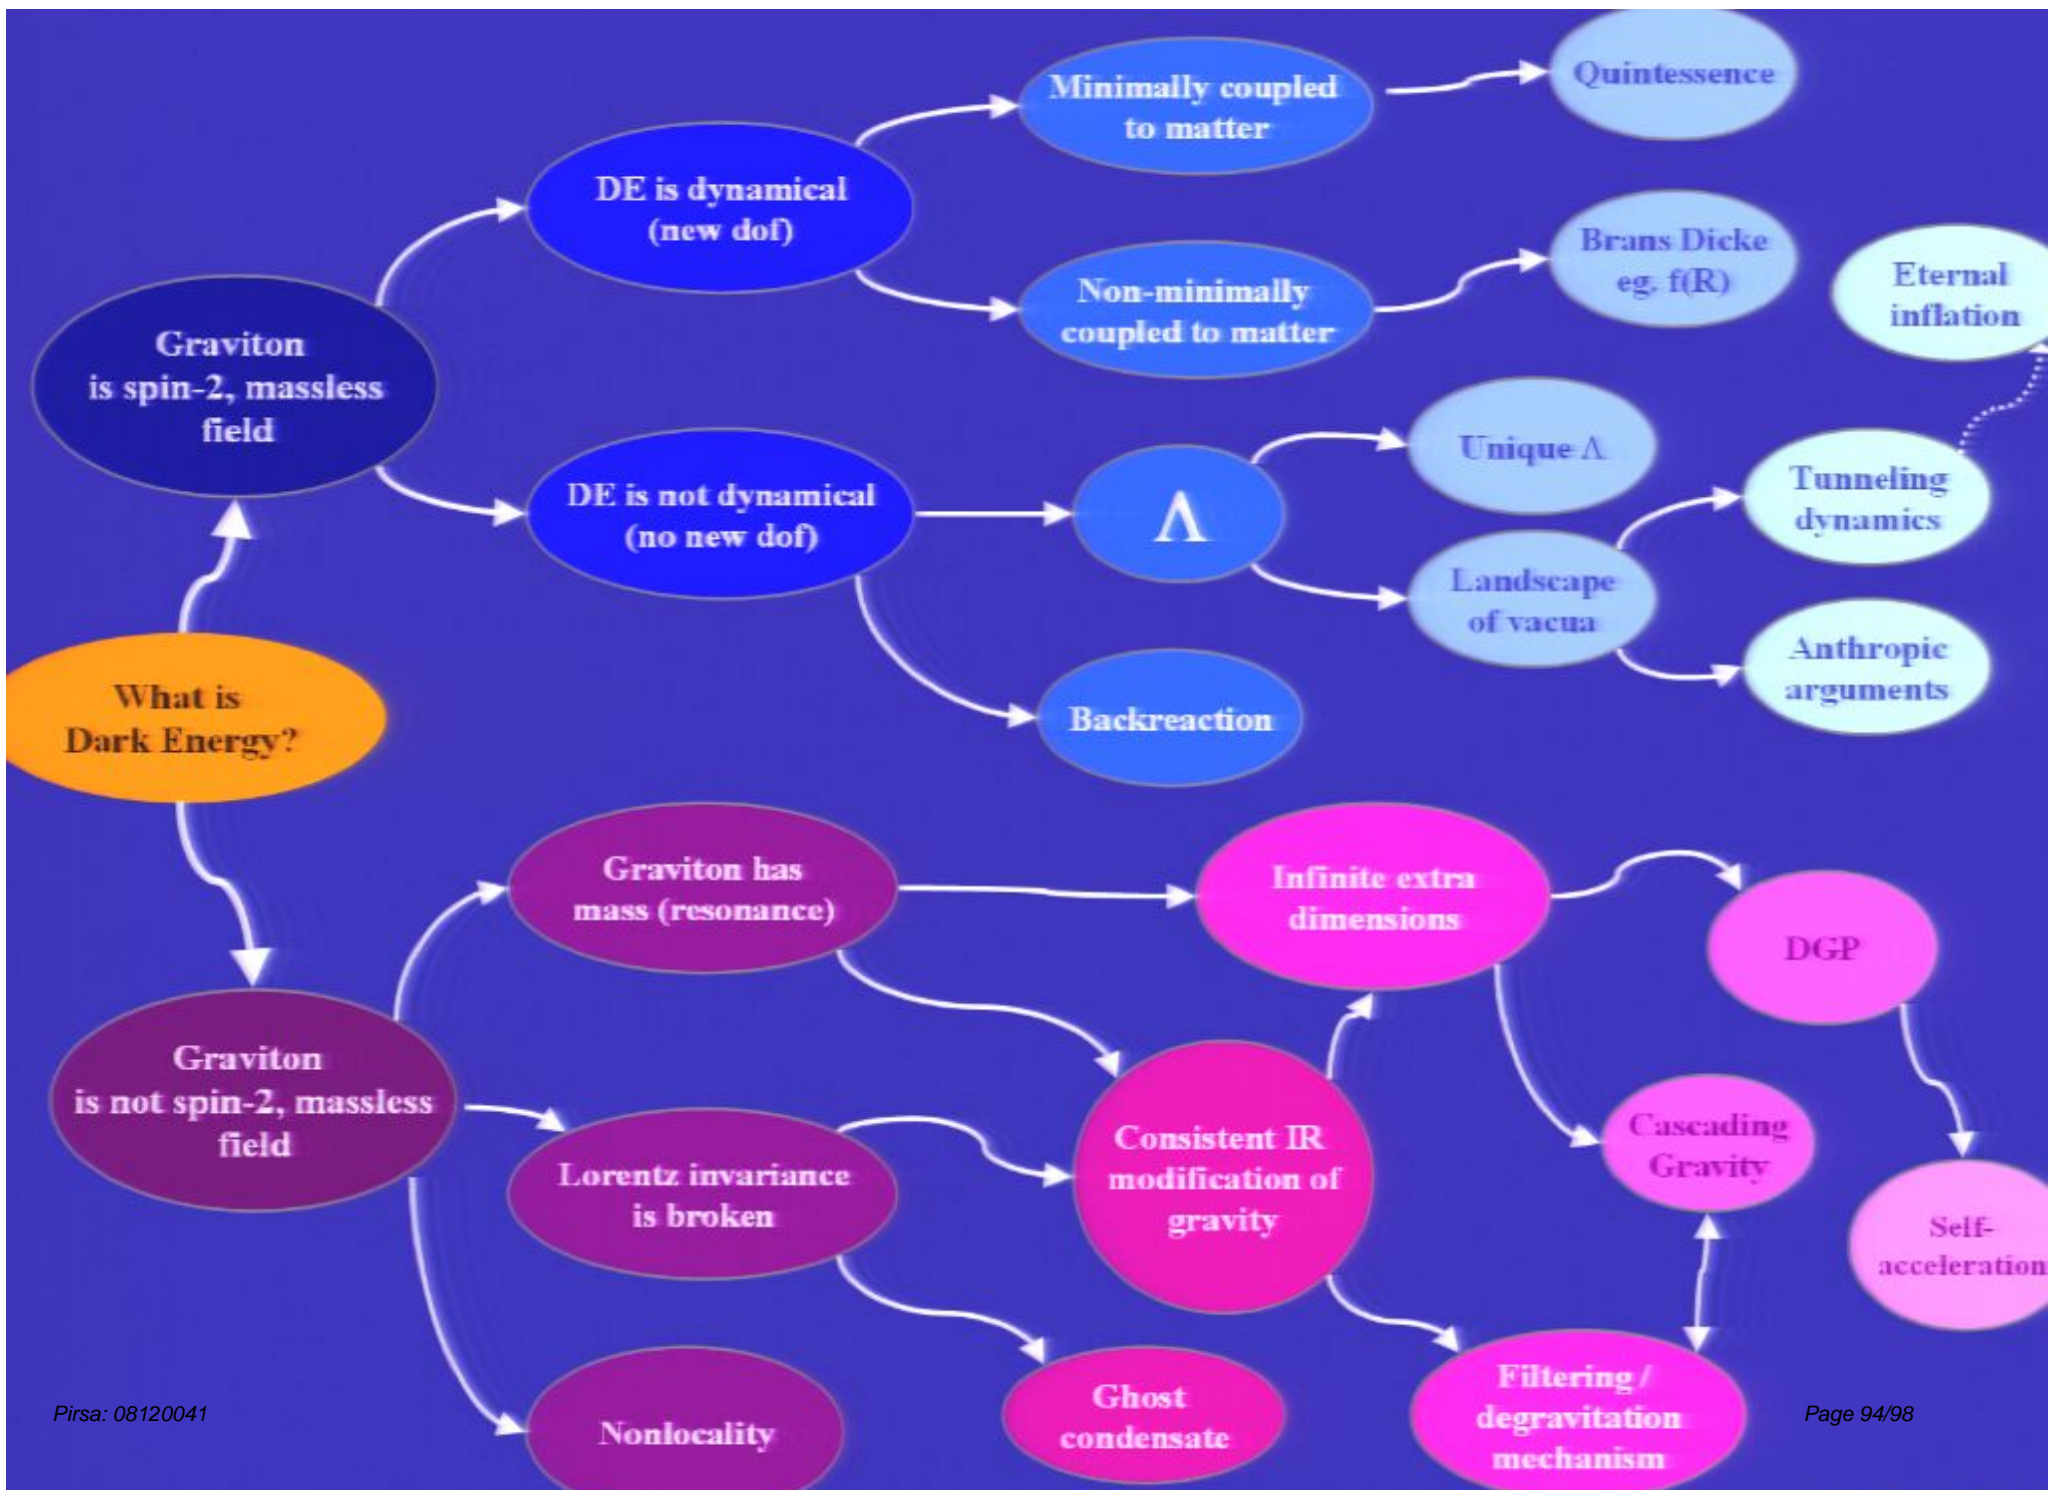 Quintessence
Minimally coupled
to matter
DE is dynamical
(new dof)
Brans Dicke
eg. f(R)
Eternal
inflation
Non-minimally
coupled to matter
Graviton
is spin-2, massless
field
Unique Λ
Tunneling
dynamics
DE is not dynamical
(no new dof)
Λ
Landscape
of vacua
Anthropic
arguments
What is
Dark Energy?
Backreaction
Graviton has
mass (resonance)
Infinite extra
dimensions
DGP
Graviton
is not spin-2, massless
field
Lorentz invariance
is broken
Consistent IR
modification of
gravity
Cascading
Gravity
Self-
acceleration
Nonlocality
Ghost
condensate
Filtering /
degravitation
mechanism
Pirsa: 08120041
Page 94/98